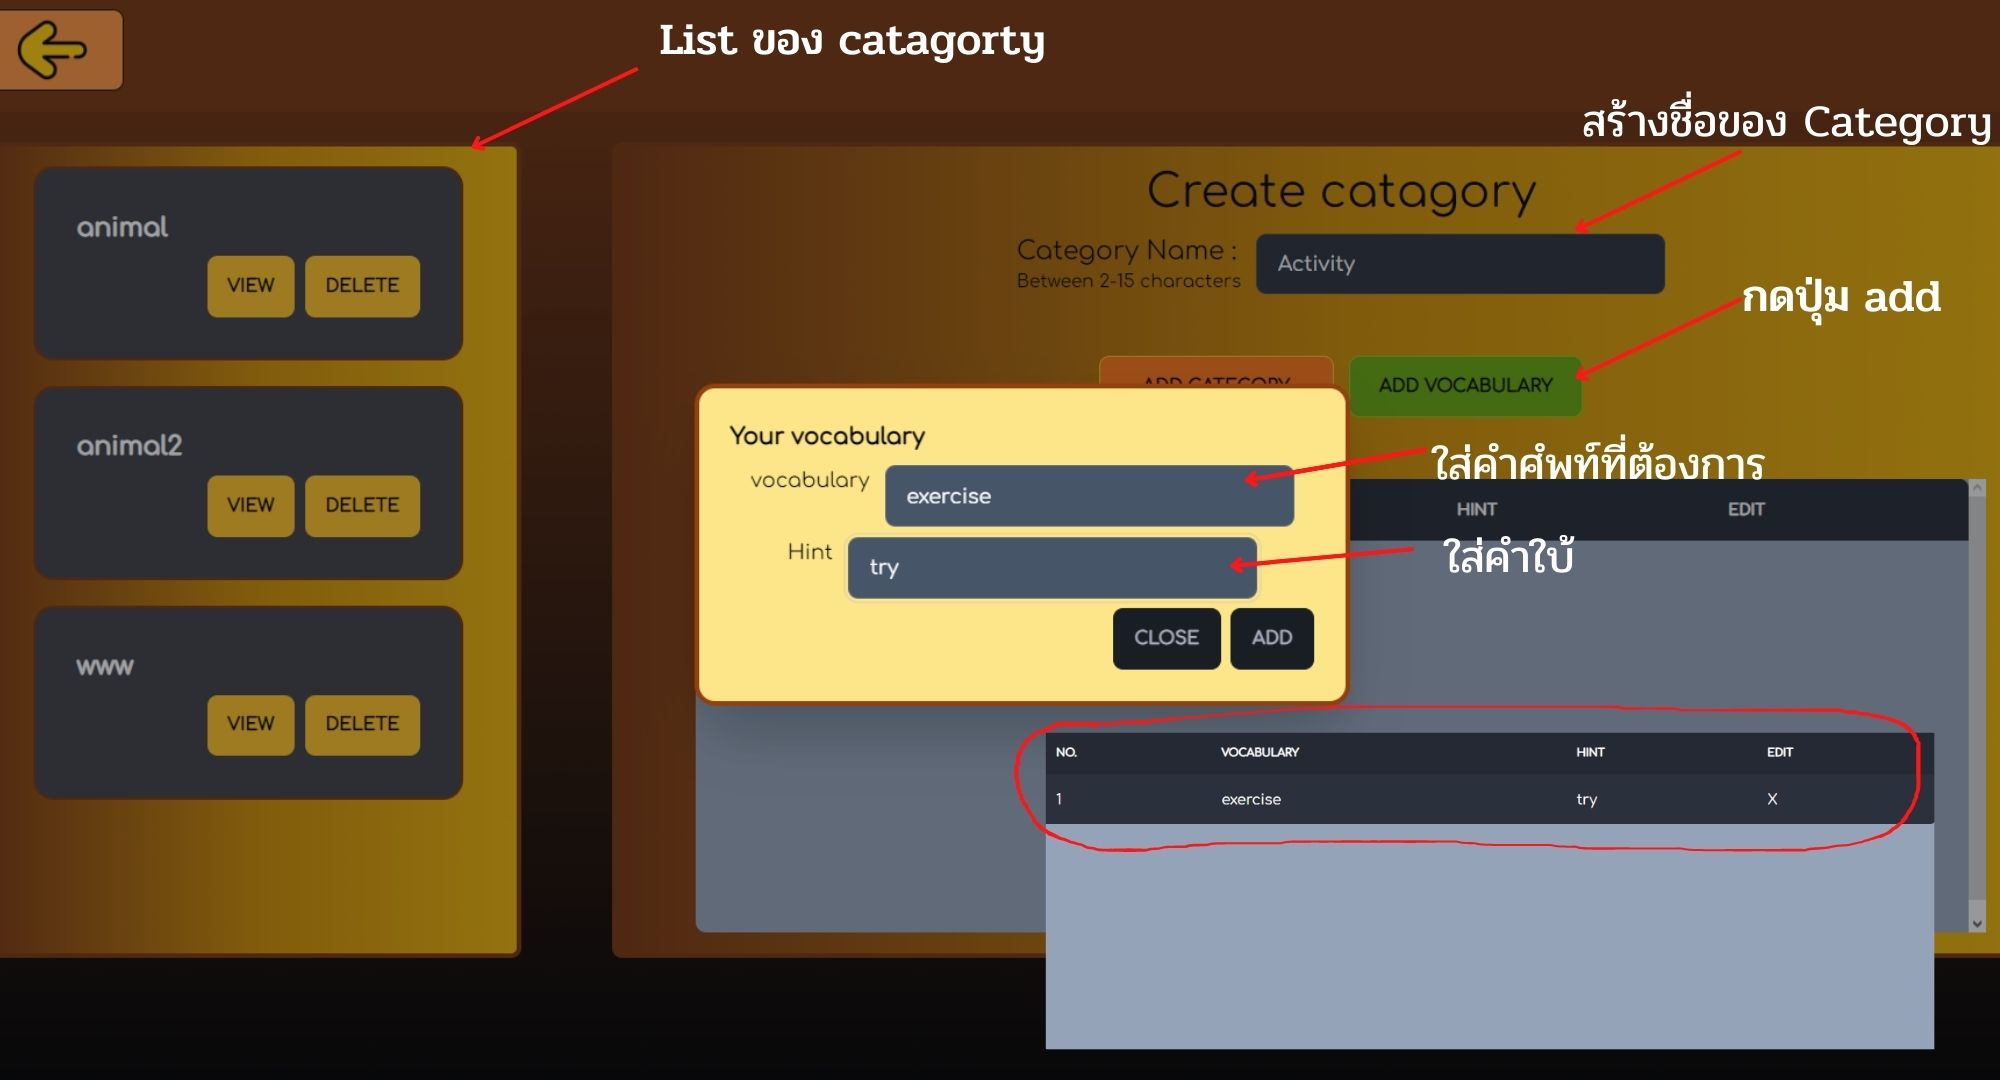 List ของ catagorty
สร้างชื่อของ Category
animal
VIEW DELETE
animal2
VIEW DELETE
www
VIEW DELETE
Create catagory
Category Name :
Between 2-15 characters
Activity
กดปุ่ม add
ADD CATEGORY
ADD VOCABULARY
Your vocabulary
vocabulary exercise
Hint try
CLOSE ADD
ใส่คำศํพท์ที่ต้องการ
HINT EDIT
ใส่คำใบ้
NO. VOCABULARY HINT EDIT
1 exercise try X